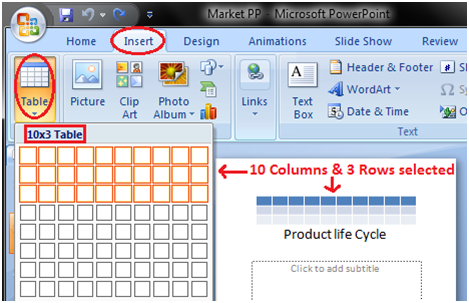 Market PP - Microsoft PowerPoint
Home Insert Design Animations Slide Show Review
Table
Picture
Clip
Art
Photo
Album
Links
A
Text
Box
Header & Footer
WordArt
Date & Time
#
Sl
Ω
Sy
O
Text
10x3 Table
10 Columns & 3 Rows selected
Product life Cycle
Click to add subtitle